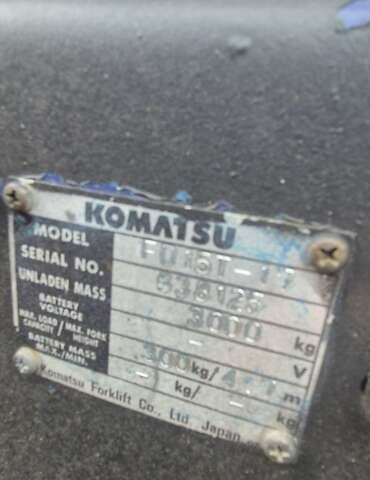 KOMATSU
MODEL
SERIAL NO.
UNLADEN MASS 3000 kg
BATTERY VOLTAGE - V
MAX. LOAD CAPACITY / MAX. FORK HEIGHT 500kg/ m
BATTERY MASS MAX./MIN. - kg/ - kg
Komatsu Forklift Co., Ltd. Japan